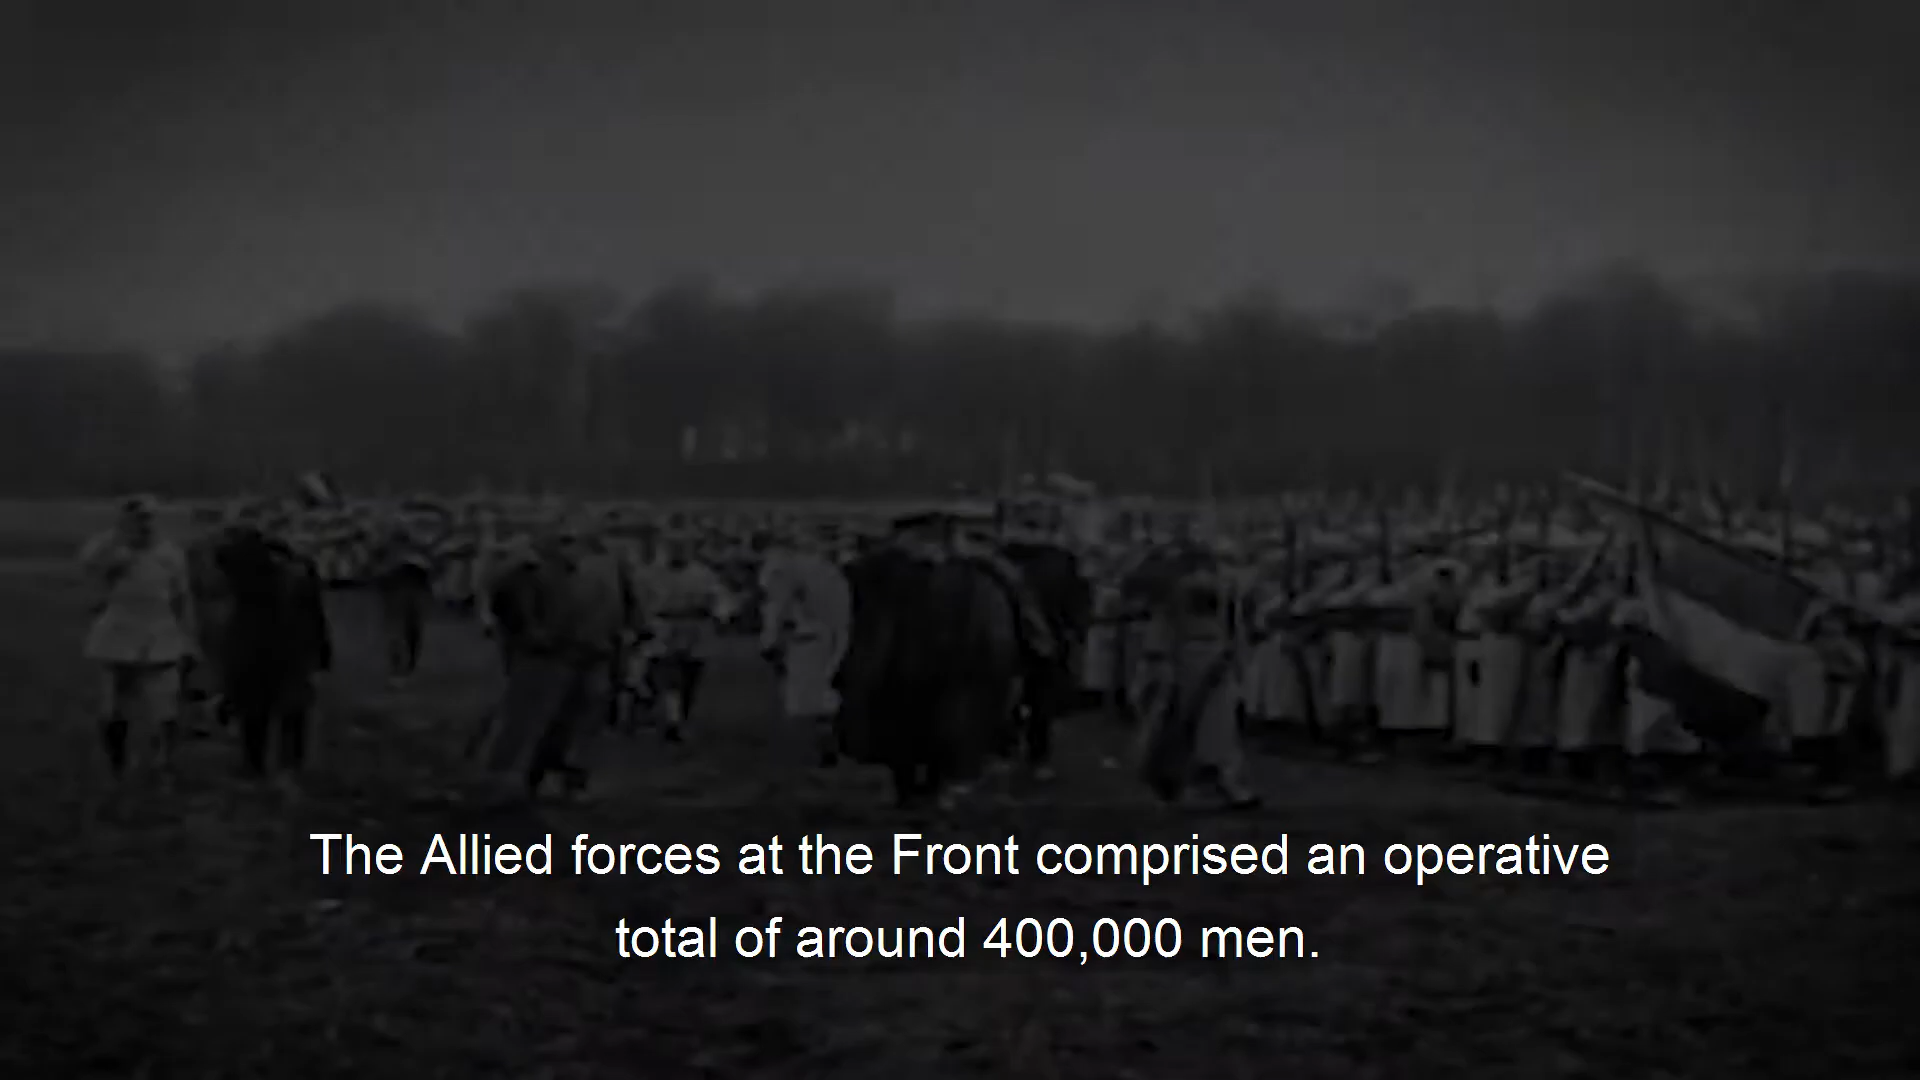 The Allied forces at the Front comprised an operative
total of around 400,000 men.